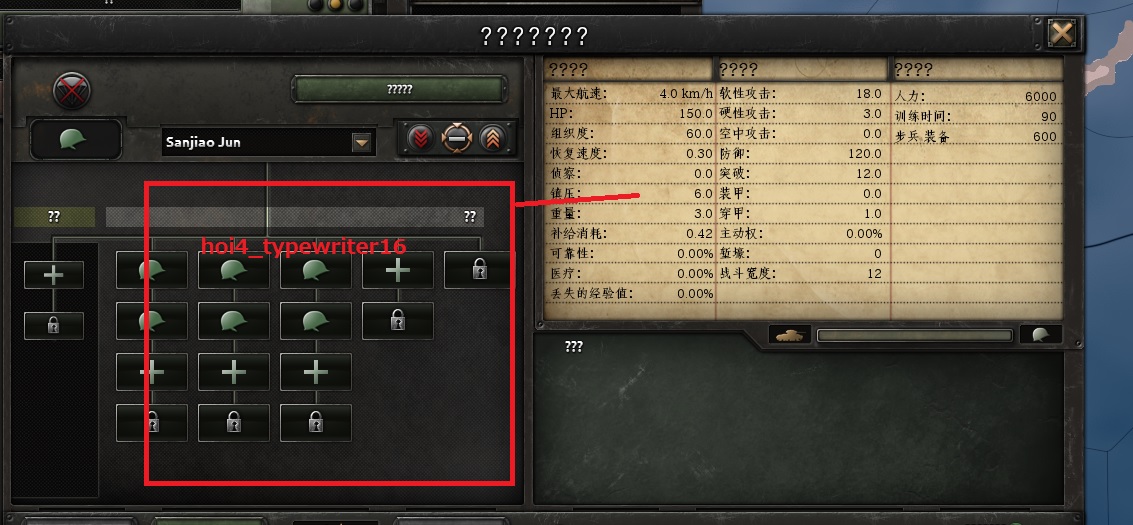 ???????
?????
Sanjiao Jun
??
??
hoi4_typewriter16
????
????
????
最大航速: 4.0 km/h 软性攻击: 18.0 人力: 6000
HP: 150.0 硬性攻击: 3.0 训练时间: 90
组织度: 60.0 空中攻击: 0.0 步兵装备 600
恢复速度: 0.30 防御: 120.0
侦察: 0.0 突破: 12.0
镇压: 6.0 装甲: 0.0
重量: 3.0 穿甲: 1.0
补给消耗: 0.42 主动权: 0.00%
可靠性: 0.00% 堑壕: 0
医疗: 0.00% 战斗宽度: 12
丢失的经验值: 0.00%
???